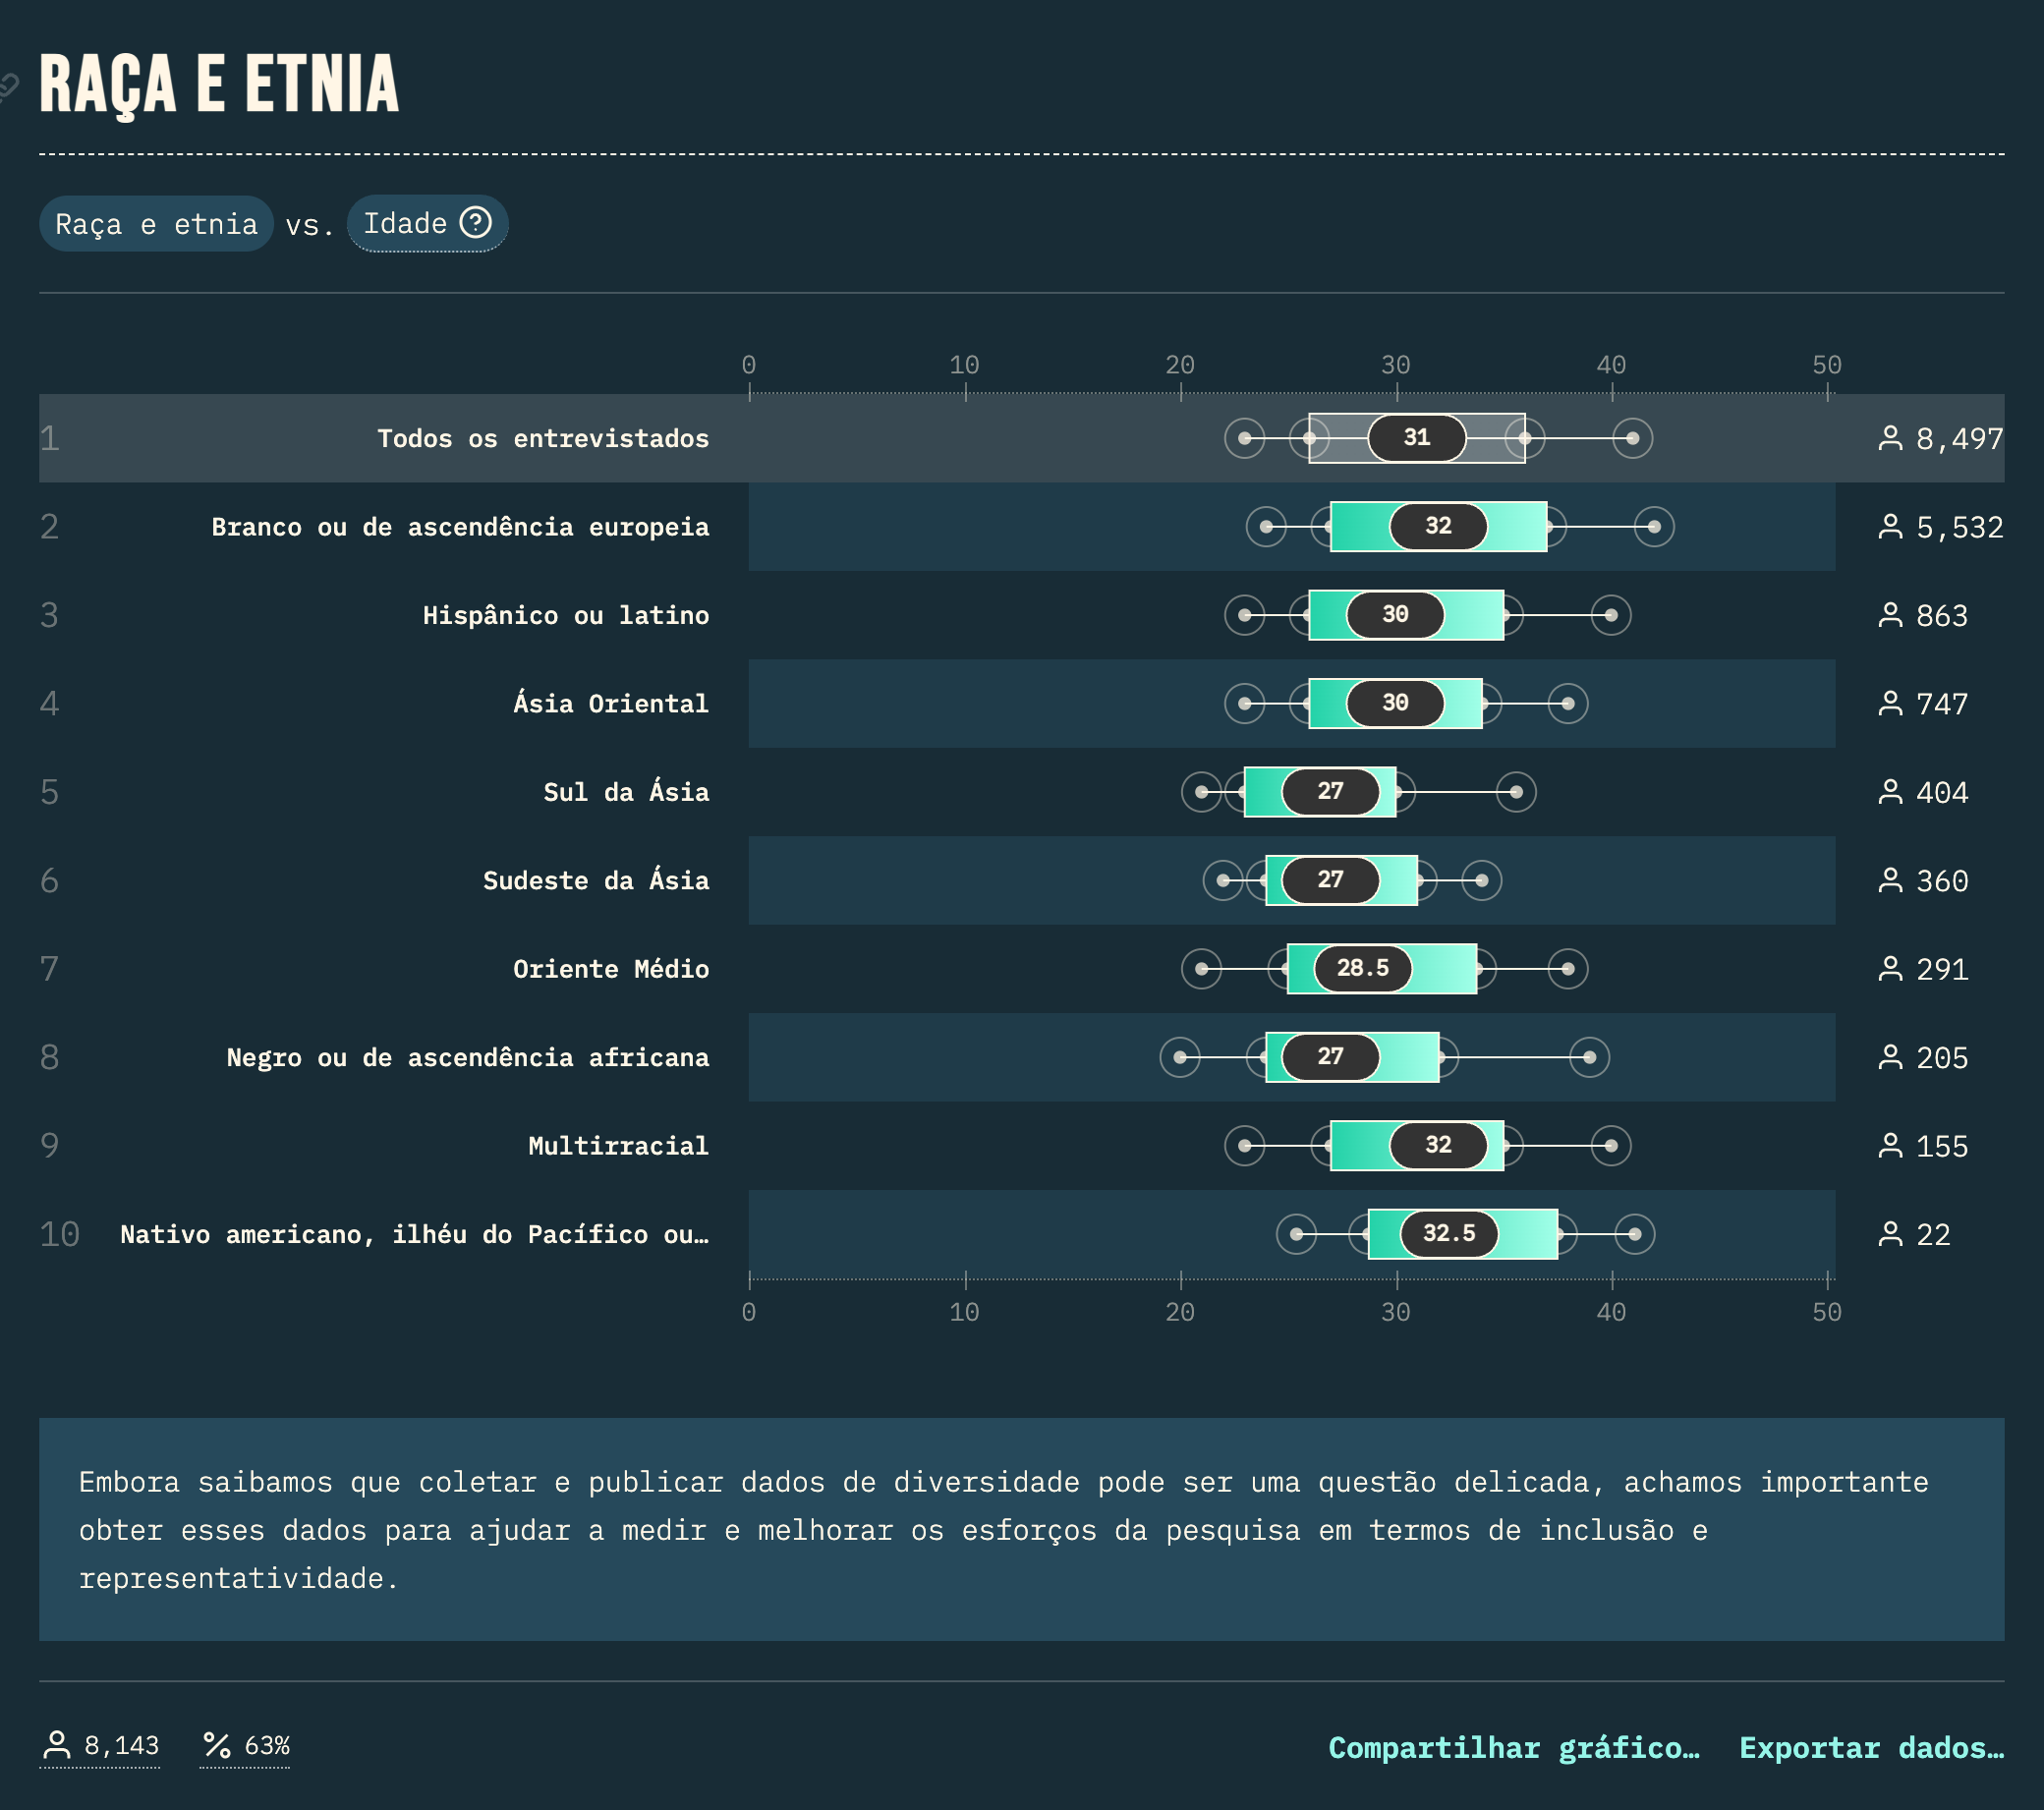 RAÇA E ETNIA
Raça e etnia vs. Idade ?
0 10 20 30 40 50
1 Todos os entrevistados 31 8,497
2 Branco ou de ascendência europeia 32 5,532
3 Hispânico ou latino 30 863
4 Ásia Oriental 30 747
5 Sul da Ásia 27 404
6 Sudeste da Ásia 27 360
7 Oriente Médio 28.5 291
8 Negro ou de ascendência africana 27 205
9 Multirracial 32 155
10 Nativo americano, ilhéu do Pacífico ou… 32.5 22
0 10 20 30 40 50
Embora saibamos que coletar e publicar dados de diversidade pode ser uma questão delicada, achamos importante
obter esses dados para ajudar a medir e melhorar os esforços da pesquisa em termos de inclusão e
representatividade.
8,143 % 63% Compartilhar gráfico… Exportar dados…